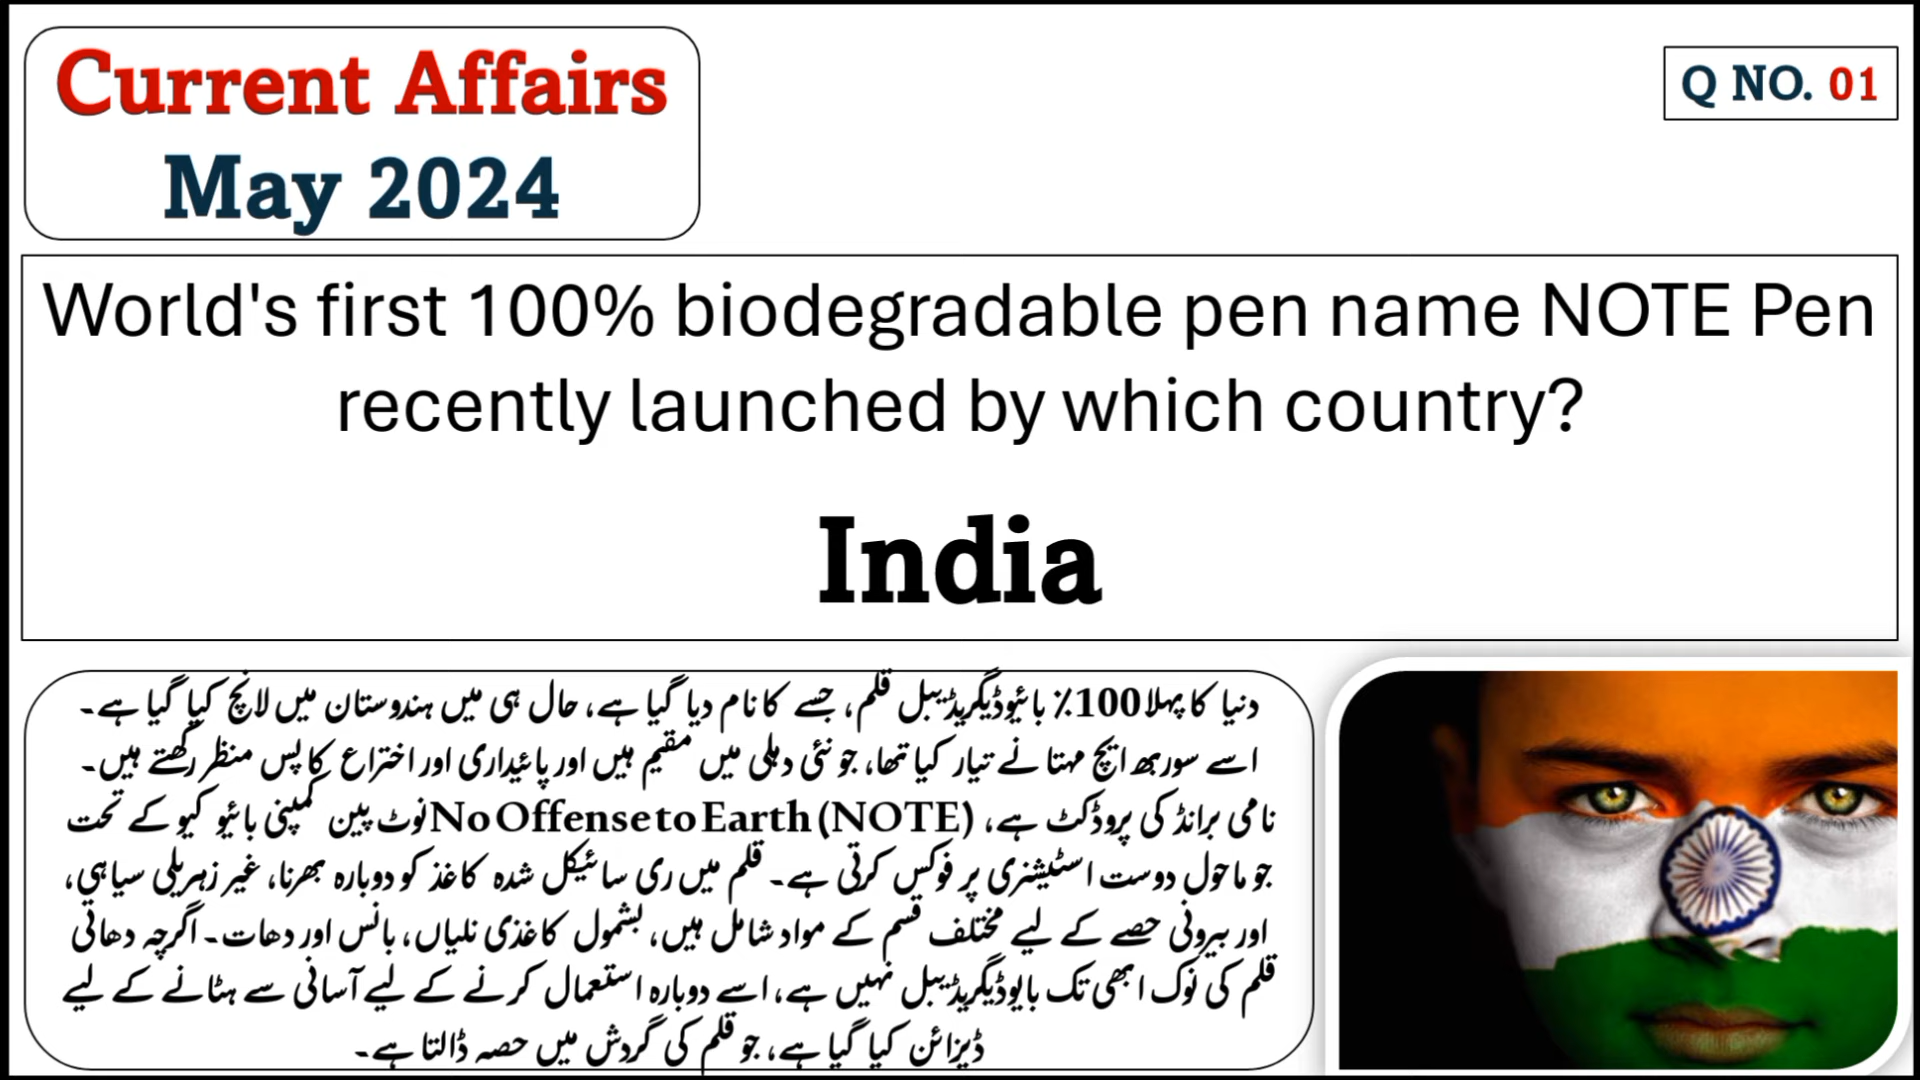 Current Affairs
May 2024
Q NO. 01
World's first 100% biodegradable pen name NOTE Pen
recently launched by which country?
India
دنیا کا پہلا 100٪ بائیوڈیگریڈیبل قلم، جسے کا نام دیا گیا ہے، حال ہی میں ہندوستان میں لانچ کیا گیا ہے۔
اسے سوربھ ایچ مہتا نے تیار کیا تھا، جو نئی دہلی میں مقیم ہیں اور پائیداری اور اختراع کا پس منظر رکھتے ہیں۔
نامی برانڈ کی پروڈکٹ ہے، No Offense to Earth (NOTE)نوٹ پین کمپنی بائیو کیو کے تحت
جو ماحول دوست اسٹیشنری پر فوکس کرتی ہے۔ قلم میں ری سائیکل شدہ کاغذ کو دوبارہ بھرنا، غیر زہریلی سیاہی،
اور بیرونی حصے کے لیے مختلف قسم کے مواد شامل ہیں، بشمول کاغذی نلیاں، بانس اور دھات۔ اگرچہ دھاتی
قلم کی نوک ابھی تک بایوڈیگریڈیبل نہیں ہے، اسے دوبارہ استعمال کرنے کے لیے آسانی سے ہٹانے کے لیے
ڈیزائن کیا گیا ہے، جو قلم کی گردش میں حصہ ڈالتا ہے۔